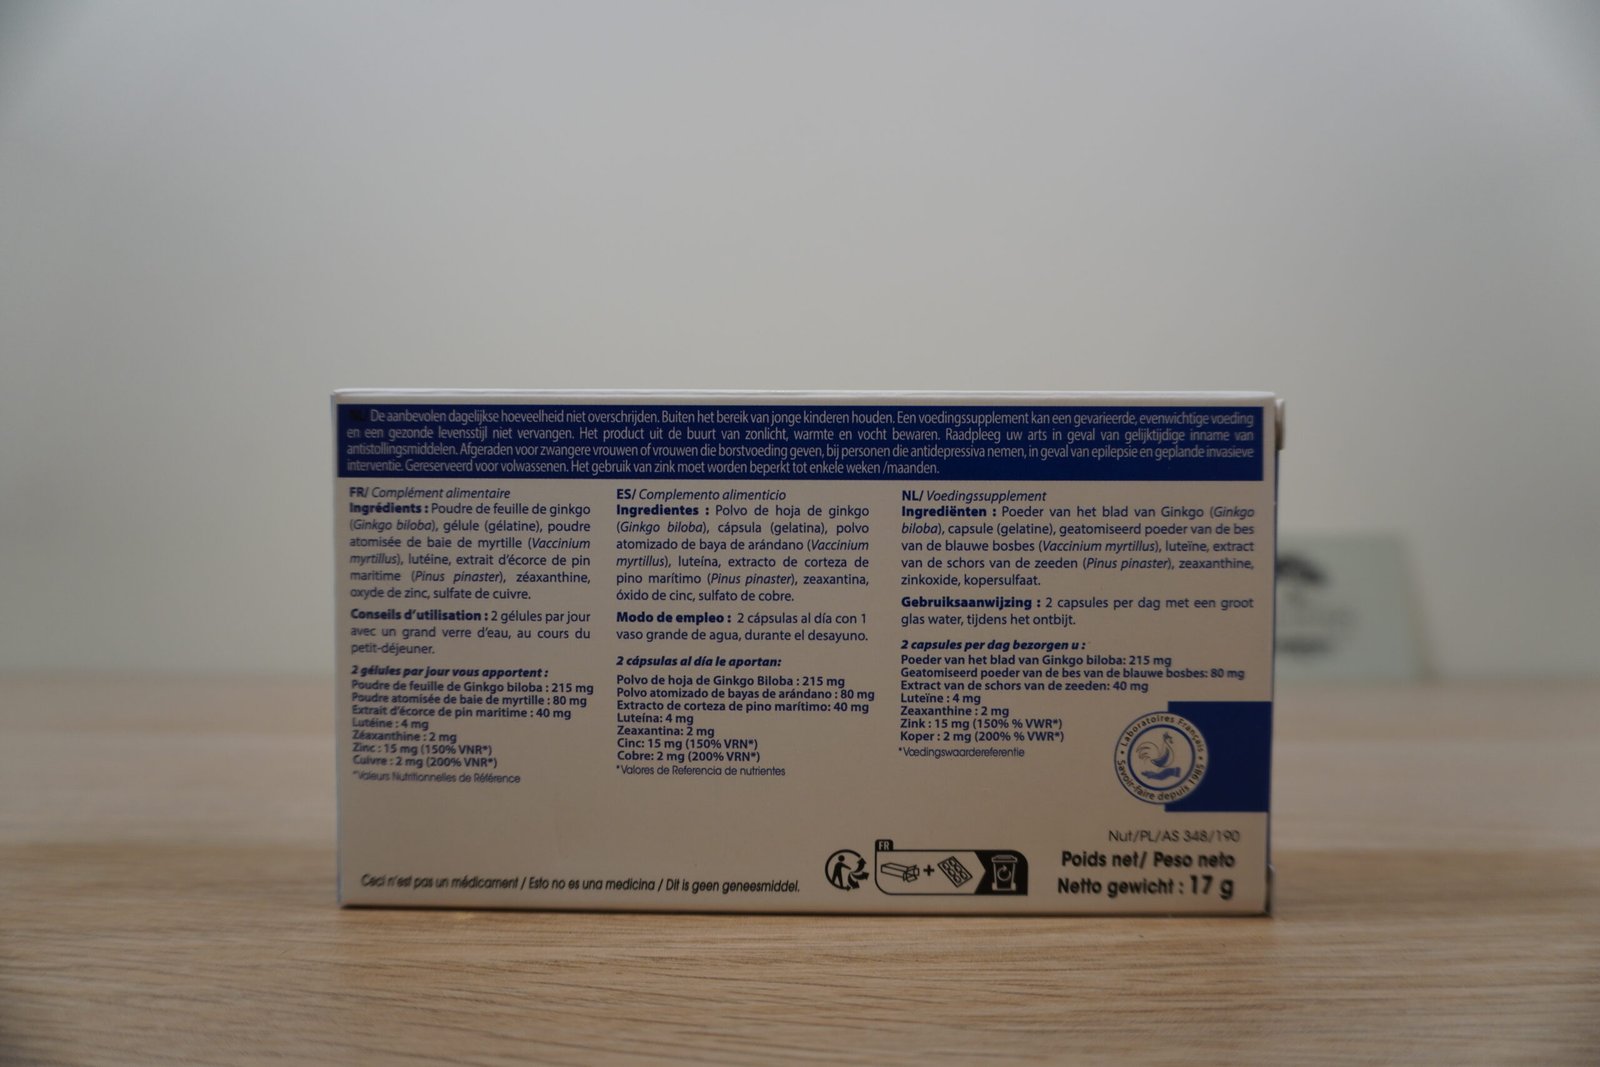 De aanbevolen dagelijkse hoeveelheid niet overschrijden. Buiten het bereik van jonge kinderen houden. Een voedingssupplement kan een gevarieerde, evenwichtige voeding
en een gezonde levensstijl niet vervangen. Het product uit de buurt van zonlicht, warmte en vocht bewaren. Raadpleeg uw arts in geval van gelijktijdige inname van
antistollingsmiddelen. Afgeraden voor zwangere vrouwen of vrouwen die borstvoeding geven, bij personen die antidepressiva nemen, in geval van epilepsie en geplande invasieve
interventie. Gereserveerd voor volwassenen. Het gebruik van zink moet worden beperkt tot enkele weken /maanden.
FR/ Complément alimentaire
Ingrédients : Poudre de feuille de ginkgo
(Ginkgo biloba), gélule (gélatine), poudre
atomisée de baie de myrtille (Vaccinium
myrtillus), lutéine, extrait d'écorce de pin
maritime (Pinus pinaster), zéaxanthine,
oxyde de zinc, sulfate de cuivre.
Conseils d'utilisation : 2 gélules par jour
avec un grand verre d'eau, au cours du
petit-déjeuner.
2 gélules par jour vous apportent :
Poudre de feuille de Ginkgo biloba : 215 mg
Poudre atomisée de baie de myrtille : 80 mg
Extrait d'écorce de pin maritime : 40 mg
Lutéine : 4 mg
Zéaxanthine : 2 mg
Zinc : 15 mg (150% VNR*)
Cuivre : 2 mg (200% VNR*)
*Valeurs Nutritionnelles de Référence
ES/ Complemento alimenticio
Ingredientes : Polvo de hoja de ginkgo
(Ginkgo biloba), cápsula (gelatina), polvo
atomizado de baya de arándano (Vaccinium
myrtillus), luteína, extracto de corteza de
pino marítimo (Pinus pinaster), zeaxantina,
óxido de cinc, sulfato de cobre.
Modo de empleo : 2 cápsulas al día con 1
vaso grande de agua, durante el desayuno.
2 cápsulas al día le aportan:
Polvo de hoja de Ginkgo Biloba : 215 mg
Polvo atomizado de bayas de arándano : 80 mg
Extracto de corteza de pino marítimo: 40 mg
Luteína: 4 mg
Zeaxantina: 2 mg
Cinc: 15 mg (150% VRN*)
Cobre: 2 mg (200% VRN*)
*Valores de Referencia de nutrientes
NL/ Voedingssupplement
Ingrediënten : Poeder van het blad van Ginkgo (Ginkgo
biloba), capsule (gelatine), geatomiseerd poeder van de bes
van de blauwe bosbes (Vaccinium myrtillus), luteïne, extract
van de schors van de zeeden (Pinus pinaster), zeaxanthine,
zinkoxide, kopersulfaat.
Gebruiksaanwijzing : 2 capsules per dag met een groot
glas water, tijdens het ontbijt.
2 capsules per dag bezorgen u :
Poeder van het blad van Ginkgo biloba: 215 mg
Geatomiseerd poeder van de bes van de blauwe bosbes: 80 mg
Extract van de schors van de zeeden: 40 mg
Luteïne : 4 mg
Zeaxanthine : 2 mg
Zink : 15 mg (150% % VWR*)
Koper : 2 mg (200% % VWR*)
*Voedingswaardereferentie
Laboratoires Français
Savoir-faire depuis 1985
Nut/PL/AS 348/190
Poids net/ Peso neto
Netto gewicht : 17 g
FR
Ceci n'est pas un médicament / Esto no es una medicina / Dit is geen geneesmiddel.